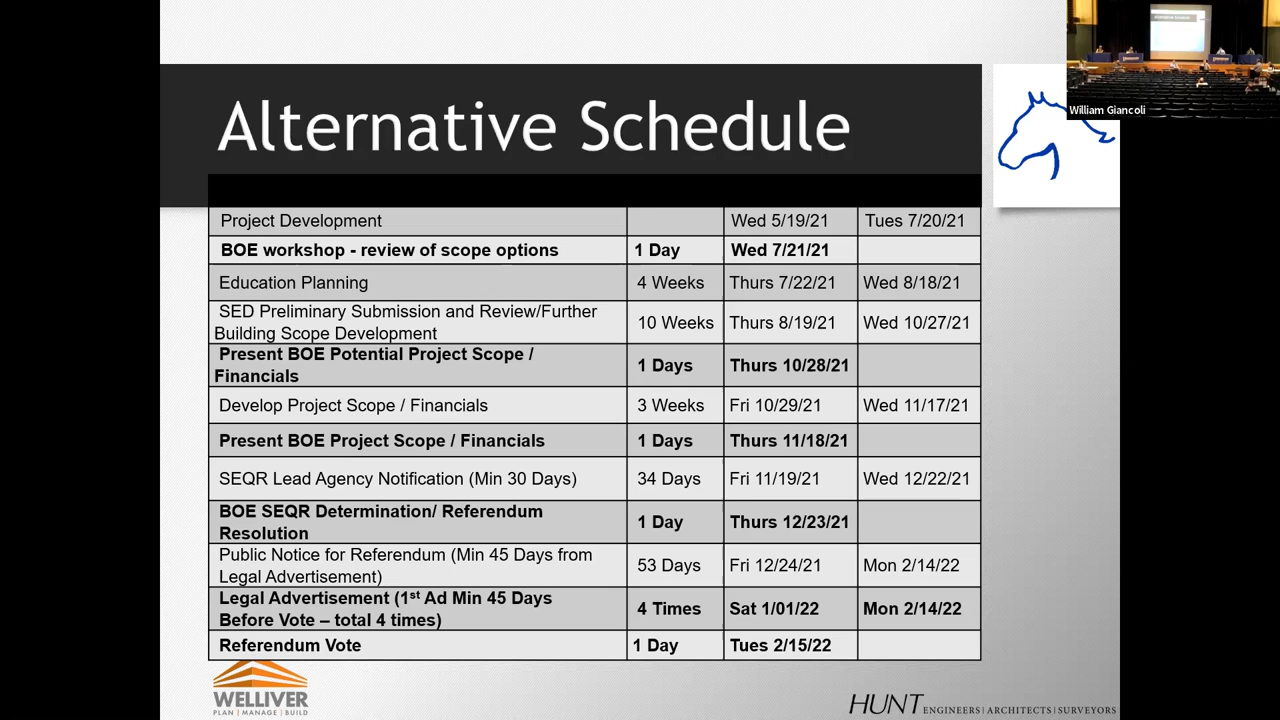 William Giancoli
Alternative Schedule
Project Development Wed 5/19/21 Tues 7/20/21
BOE workshop - review of scope options 1 Day Wed 7/21/21
Education Planning 4 Weeks Thurs 7/22/21 Wed 8/18/21
SED Preliminary Submission and Review/Further
Building Scope Development 10 Weeks Thurs 8/19/21 Wed 10/27/21
Present BOE Potential Project Scope /
Financials 1 Days Thurs 10/28/21
Develop Project Scope / Financials 3 Weeks Fri 10/29/21 Wed 11/17/21
Present BOE Project Scope / Financials 1 Days Thurs 11/18/21
SEQR Lead Agency Notification (Min 30 Days) 34 Days Fri 11/19/21 Wed 12/22/21
BOE SEQR Determination/ Referendum
Resolution 1 Day Thurs 12/23/21
Public Notice for Referendum (Min 45 Days from
Legal Advertisement) 53 Days Fri 12/24/21 Mon 2/14/22
Legal Advertisement (1st Ad Min 45 Days
Before Vote – total 4 times) 4 Times Sat 1/01/22 Mon 2/14/22
Referendum Vote 1 Day Tues 2/15/22
WELLIVER
PLAN | MANAGE | BUILD
HUNT ENGINEERS | ARCHITECTS | SURVEYORS